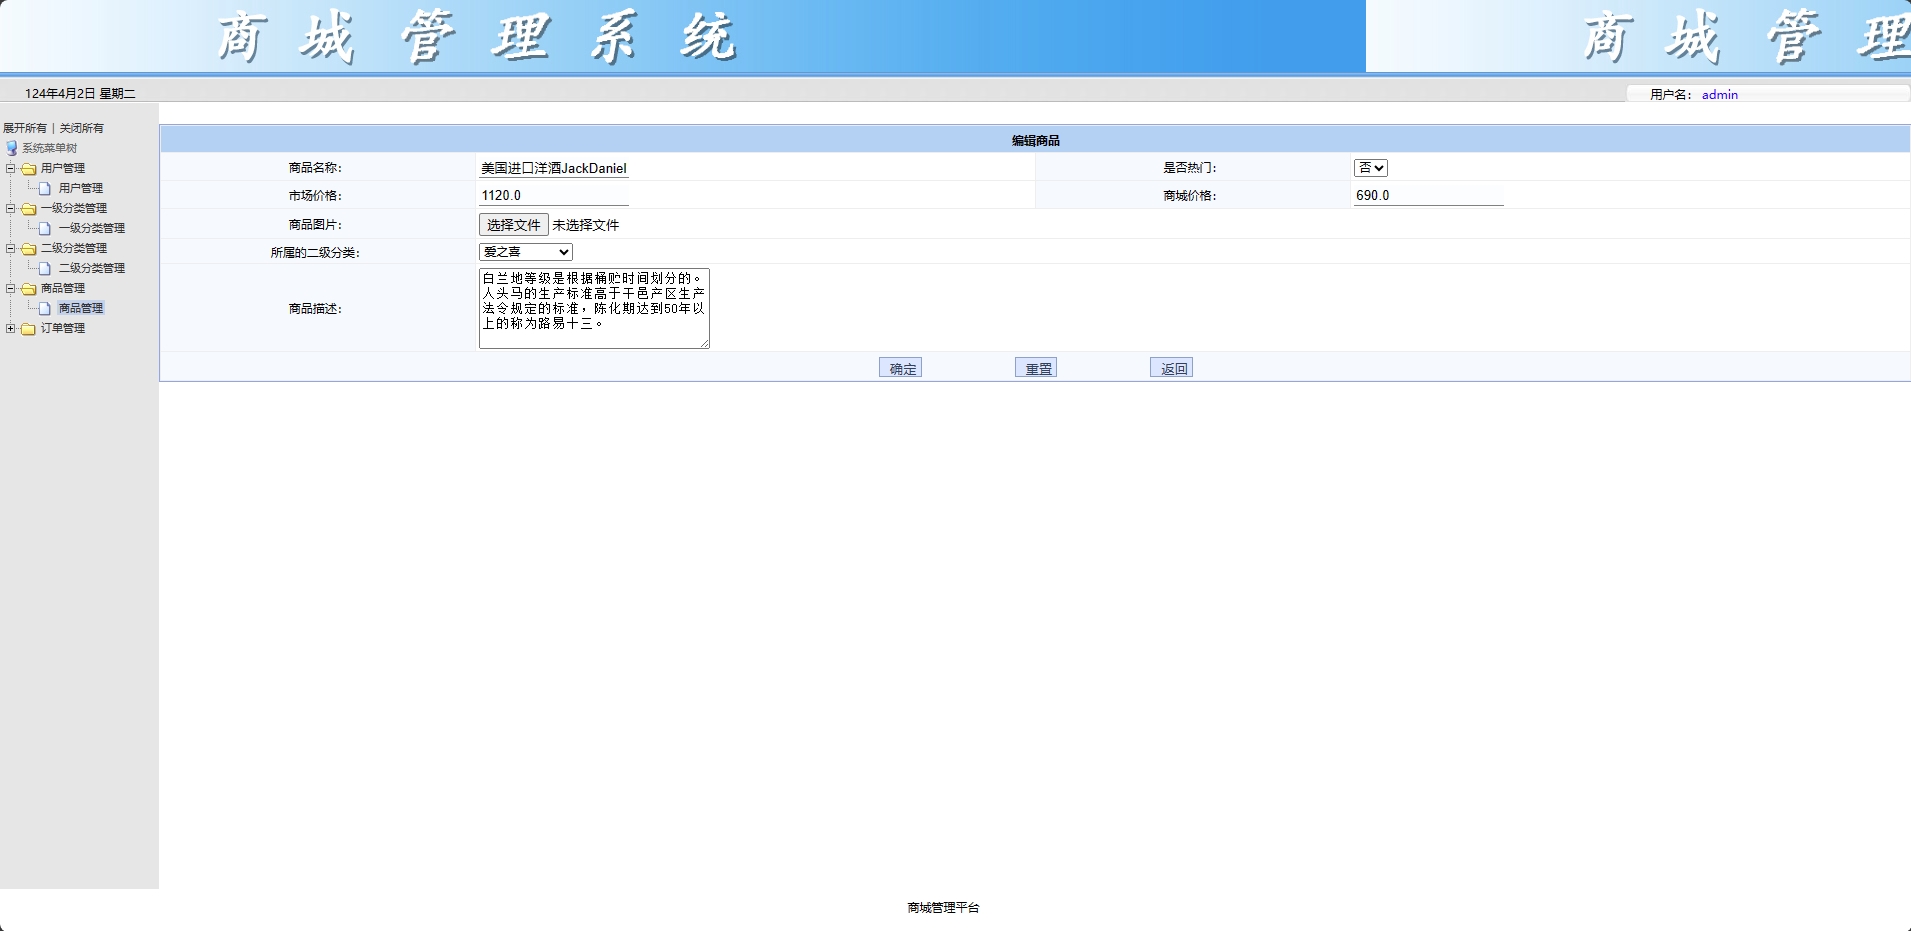 商城管理系统
商城管理
124年4月2日 星期二
用户名： admin
展开所有 | 关闭所有
系统菜单树
用户管理
用户管理
一级分类管理
一级分类管理
二级分类管理
二级分类管理
商品管理
商品管理
订单管理
编辑商品
商品名称： 美国进口洋酒JackDaniel 是否热门： 否
市场价格： 1120.0 商城价格： 690.0
商品图片： 选择文件 未选择文件
所属的二级分类： 爱之喜
商品描述：
白兰地等级是根据桶贮时间划分的。
人头马的生产标准高于干邑产区生产
法令规定的标准，陈化期达到50年以
上的称为路易十三。
确定 重置 返回
商城管理平台